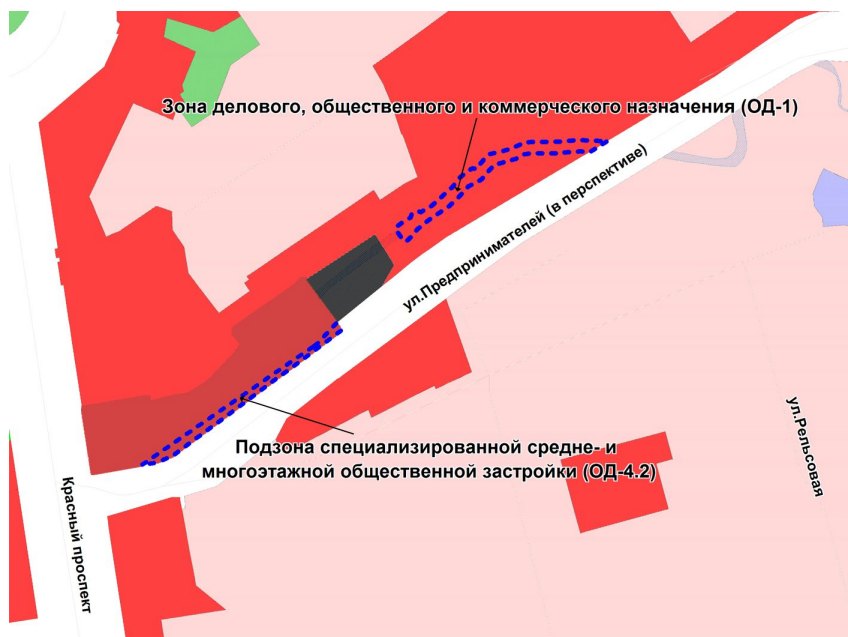 Зона делового, общественного и коммерческого назначения (ОД-1)
ул.Предпринимателей (в перспективе)
Подзона специализированной средне- и
многоэтажной общественной застройки (ОД-4.2)
ул.Рельсовая
Красный проспект